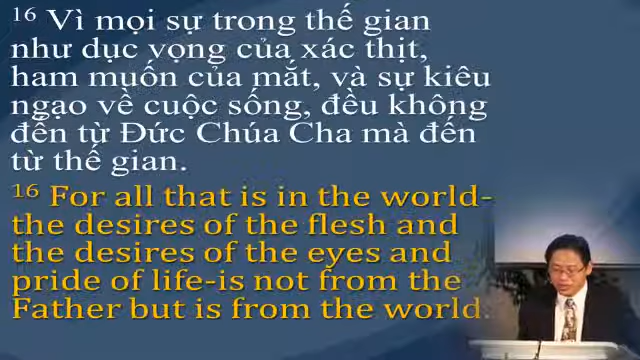 16 Vì mọi sự trong thế gian
như dục vọng của xác thịt,
ham muốn của mắt, và sự kiêu
ngạo về cuộc sống, đều không
đến từ Đức Chúa Cha mà đến
từ thế gian.
16 For all that is in the world-
the desires of the flesh and
the desires of the eyes and
pride of life-is not from the
Father but is from the world.